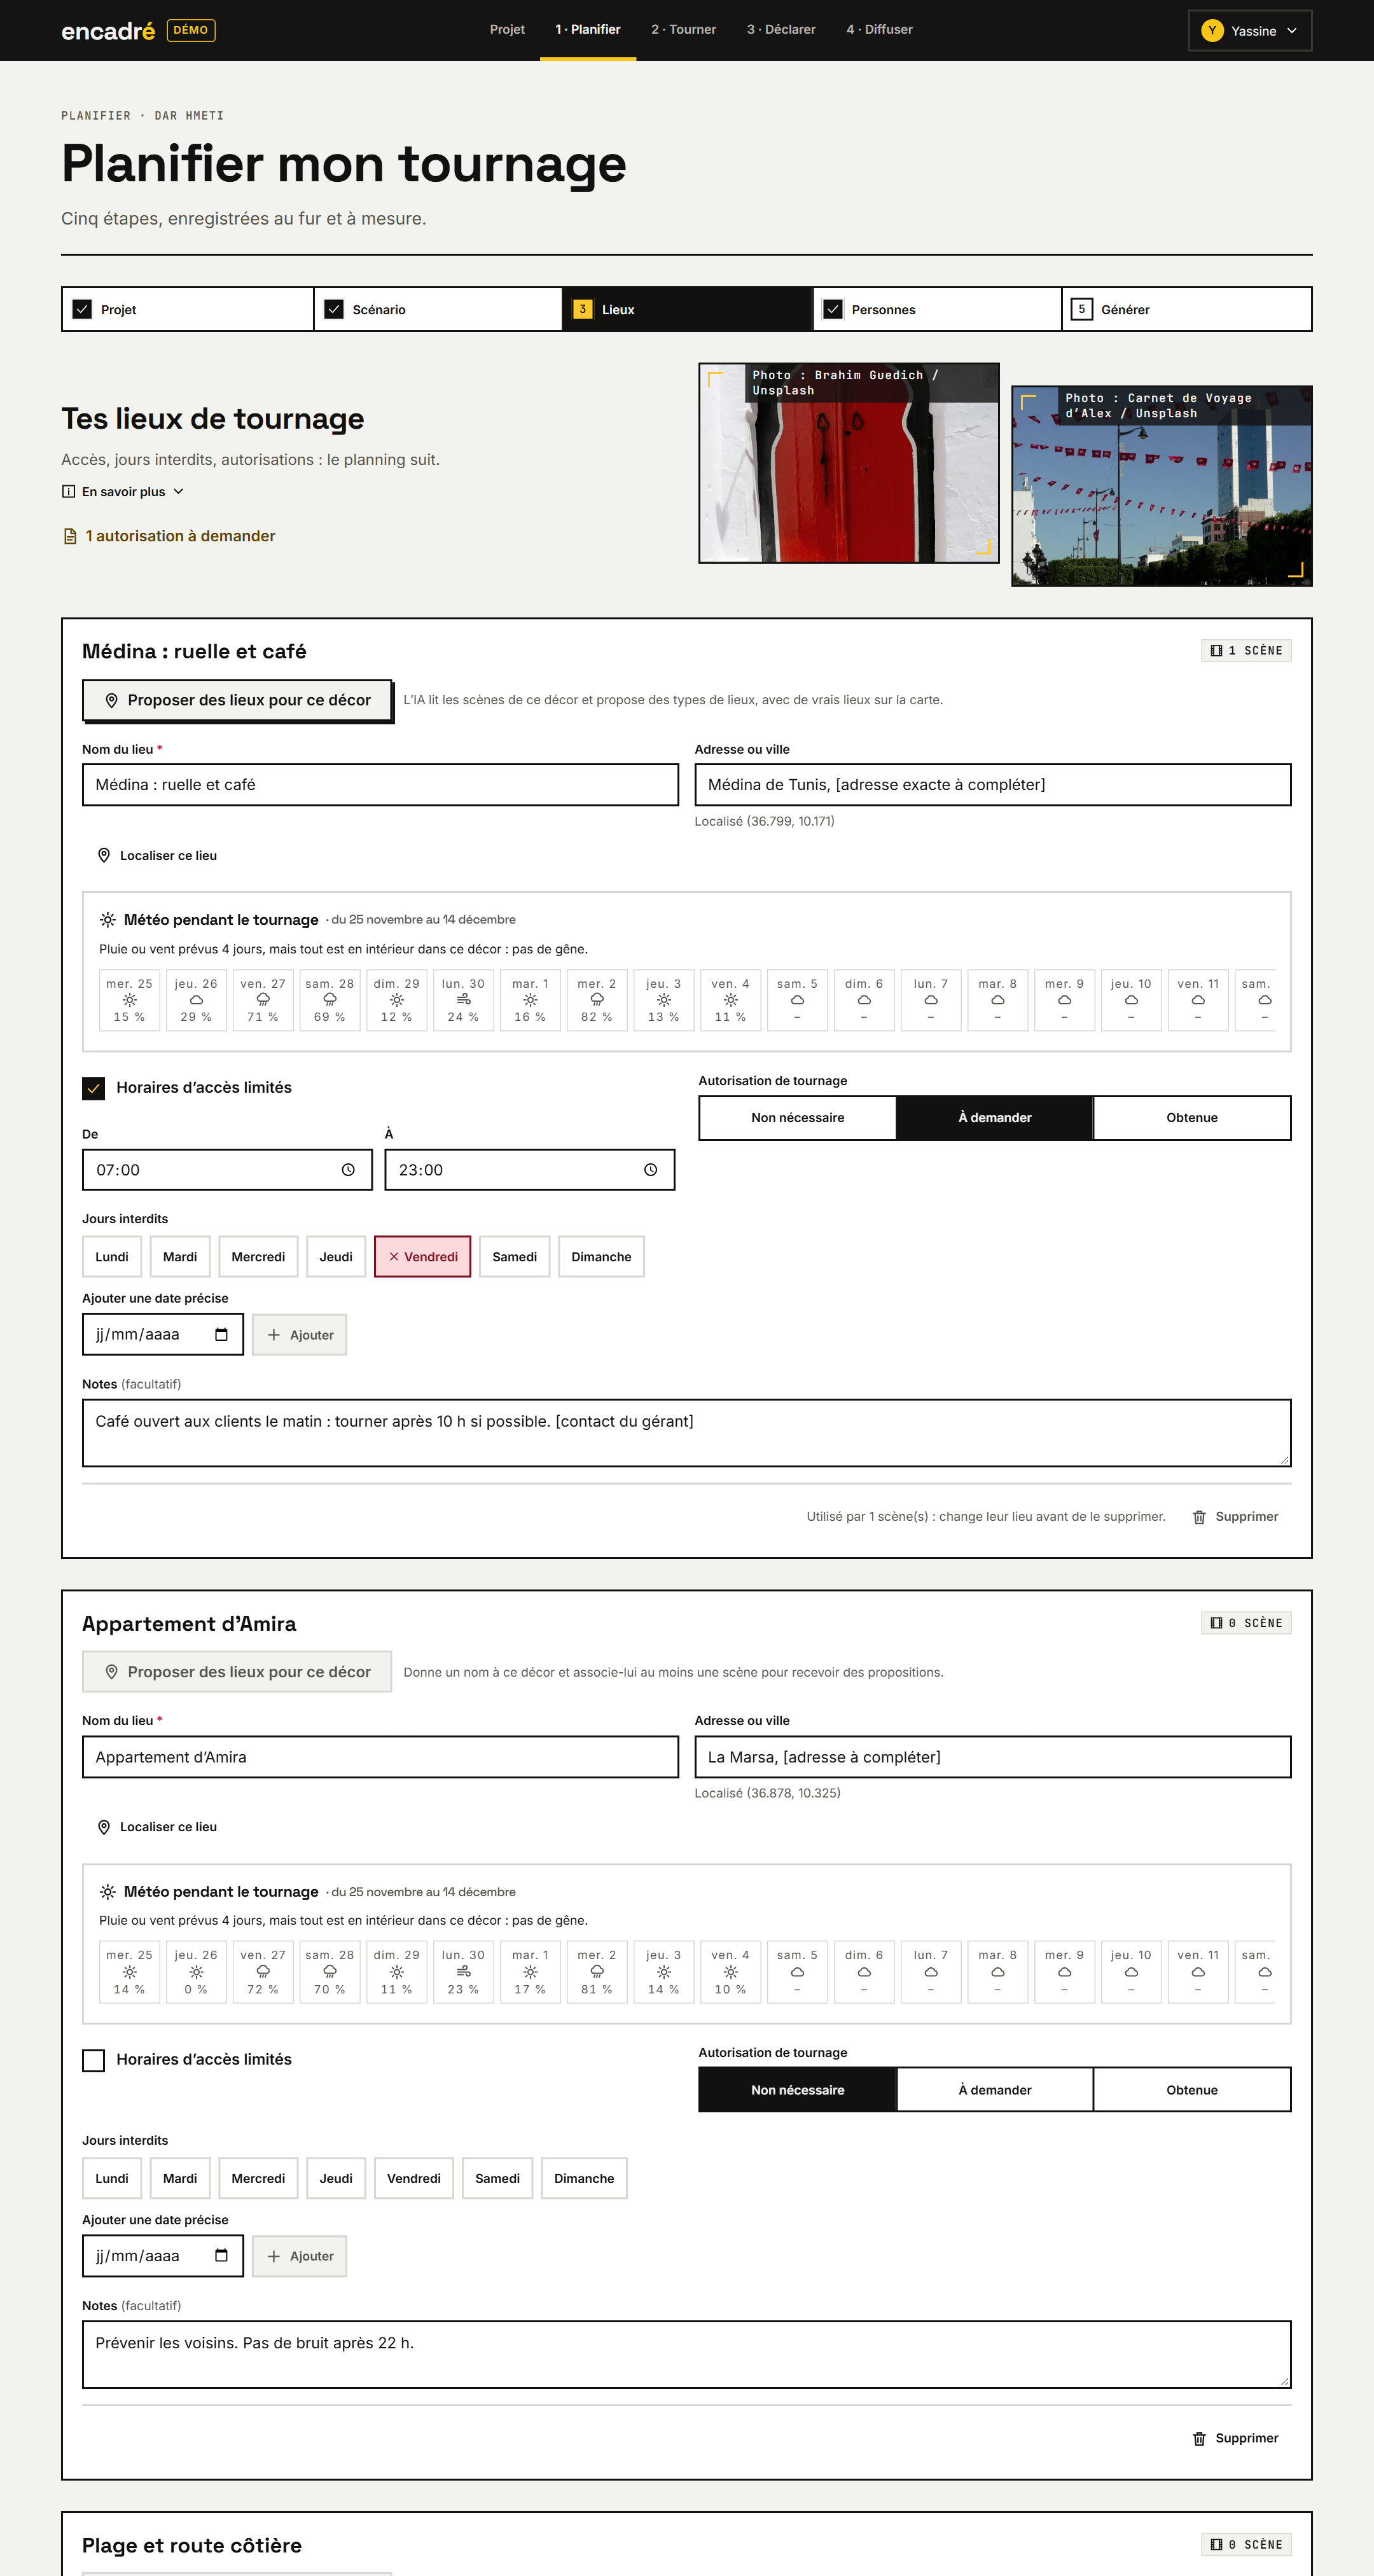 encadré DÉMO Projet 1 · Planifier 2 · Tourner 3 · Déclarer 4 · Diffuser Y Yassine
PLANIFIER · DAR HMETI
Planifier mon tournage
Cinq étapes, enregistrées au fur et à mesure.
Projet Scénario 3 Lieux Personnes 5 Générer
Photo : Brahim Guedich /
Unsplash
Photo : Carnet de Voyage
d’Alex / Unsplash
Tes lieux de tournage
Accès, jours interdits, autorisations : le planning suit.
En savoir plus
1 autorisation à demander
Médina : ruelle et café 1 SCÈNE
Proposer des lieux pour ce décor L’IA lit les scènes de ce décor et propose des types de lieux, avec de vrais lieux sur la carte.
Nom du lieu * Adresse ou ville
Médina : ruelle et café Médina de Tunis, [adresse exacte à compléter]
Localisé (36.799, 10.171)
Localiser ce lieu
Météo pendant le tournage · du 25 novembre au 14 décembre
Pluie ou vent prévus 4 jours, mais tout est en intérieur dans ce décor : pas de gêne.
mer. 25 jeu. 26 ven. 27 sam. 28 dim. 29 lun. 30 mar. 1 mer. 2 jeu. 3 ven. 4 sam. 5 dim. 6 lun. 7 mar. 8 mer. 9 jeu. 10 ven. 11 sam.
15 % 29 % 71 % 69 % 12 % 24 % 16 % 82 % 13 % 11 % – – – – – – – –
Horaires d’accès limités Autorisation de tournage
Non nécessaire À demander Obtenue
De À
07:00 23:00
Jours interdits
Lundi Mardi Mercredi Jeudi × Vendredi Samedi Dimanche
Ajouter une date précise
jj/mm/aaaa + Ajouter
Notes (facultatif)
Café ouvert aux clients le matin : tourner après 10 h si possible. [contact du gérant]
Utilisé par 1 scène(s) : change leur lieu avant de le supprimer. Supprimer
Appartement d’Amira 0 SCÈNE
Proposer des lieux pour ce décor Donne un nom à ce décor et associe-lui au moins une scène pour recevoir des propositions.
Nom du lieu * Adresse ou ville
Appartement d’Amira La Marsa, [adresse à compléter]
Localisé (36.878, 10.325)
Localiser ce lieu
Météo pendant le tournage · du 25 novembre au 14 décembre
Pluie ou vent prévus 4 jours, mais tout est en intérieur dans ce décor : pas de gêne.
mer. 25 jeu. 26 ven. 27 sam. 28 dim. 29 lun. 30 mar. 1 mer. 2 jeu. 3 ven. 4 sam. 5 dim. 6 lun. 7 mar. 8 mer. 9 jeu. 10 ven. 11 sam.
14 % 0 % 72 % 70 % 11 % 23 % 17 % 81 % 14 % 10 % – – – – – – – –
Horaires d’accès limités Autorisation de tournage
Non nécessaire À demander Obtenue
Jours interdits
Lundi Mardi Mercredi Jeudi Vendredi Samedi Dimanche
Ajouter une date précise
jj/mm/aaaa + Ajouter
Notes (facultatif)
Prévenir les voisins. Pas de bruit après 22 h.
Supprimer
Plage et route côtière 0 SCÈNE